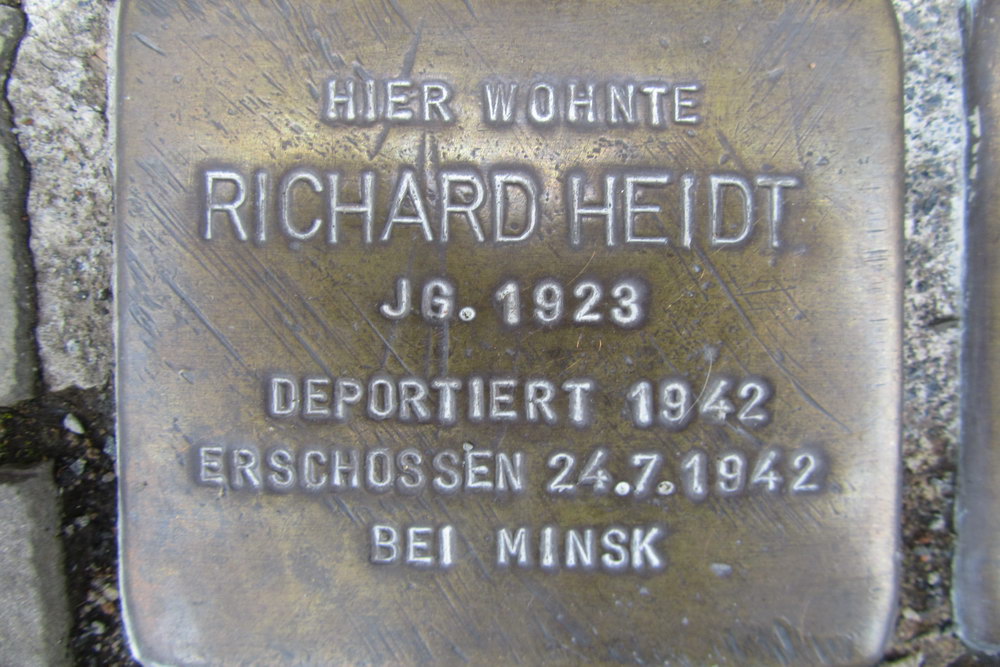 HIER WOHNTE
RICHARD HEIDT
JG. 1923
DEPORTIERT 1942
ERSCHOSSEN 24.7.1942
BEI MINSK